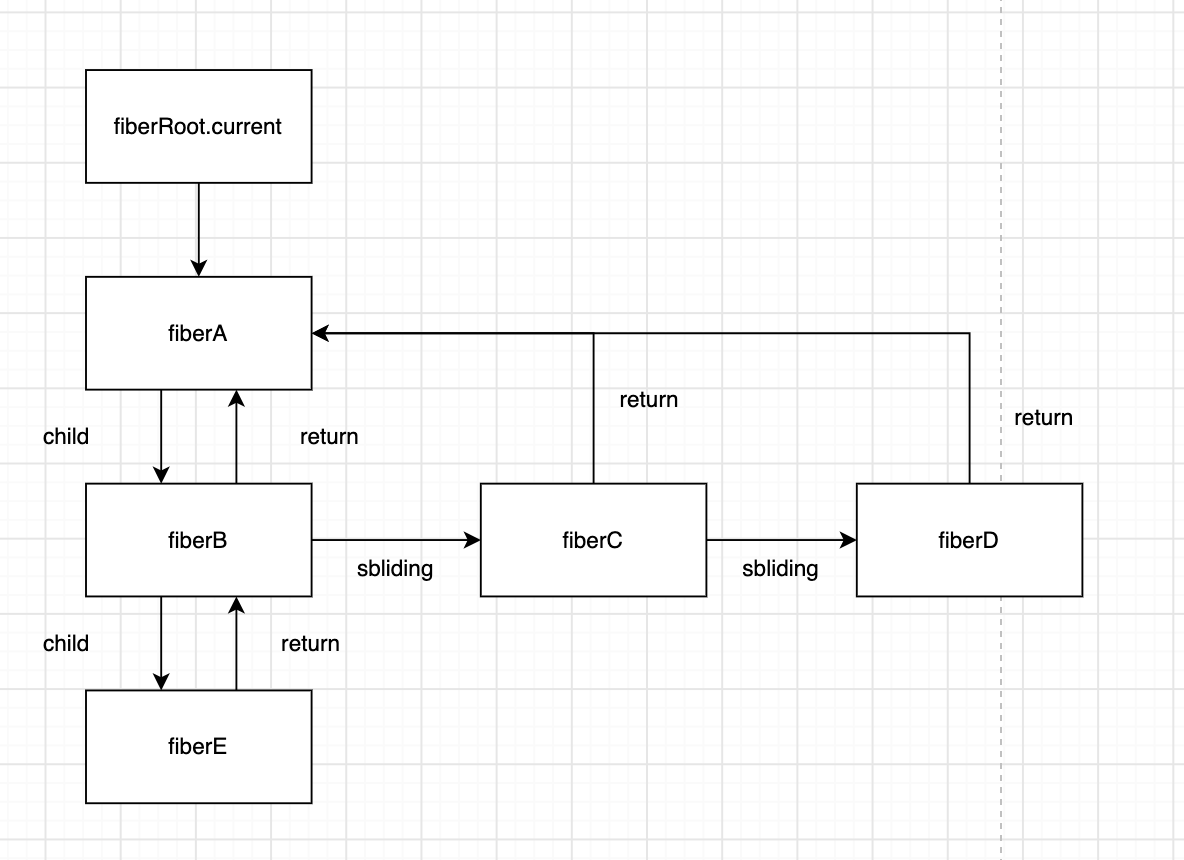 fiberRoot.current
fiberA
return
return
child
return
fiberB
fiberC
fiberD
sbliding
sbliding
child
return
fiberE